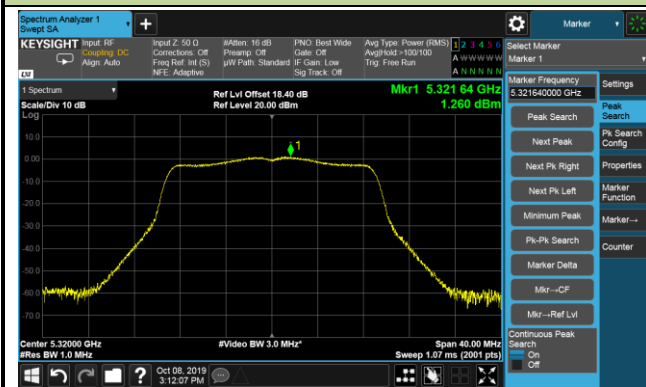 Spectrum Analyzer 1
Swept SA
+
Marker
KEYSIGHT
Input: RF
Coupling: DC
Align: Auto
Input Z: 50 Ω
Corrections: Off
Freq Ref: Int (S)
NFE: Adaptive
#Atten: 16 dB
Preamp: Off
µW Path: Standard
PNO: Best Wide
Gate: Off
IF Gain: Low
Sig Track: Off
Avg Type: Power (RMS)
Avg|Hold:>100/100
Trig: Free Run
1 2 3 4 5 6
A W W W W W
A N N N N N
LXI
Select Marker
Marker 1
1 Spectrum
Scale/Div 10 dB
Log
Ref Lvl Offset 18.40 dB
Ref Level 20.00 dBm
Mkr1 5.321 64 GHz
1.260 dBm
10.0
0.00
-10.0
-20.0
-30.0
-40.0
-50.0
-60.0
-70.0
1
Center 5.32000 GHz
#Res BW 1.0 MHz
#Video BW 3.0 MHz*
Span 40.00 MHz
Sweep 1.07 ms (2001 pts)
Marker Frequency
5.321640000 GHz
Peak Search
Next Peak
Next Pk Right
Next Pk Left
Minimum Peak
Pk-Pk Search
Marker Delta
Mkr→CF
Mkr→Ref Lvl
Continuous Peak
Search
On
Off
Settings
Peak
Search
Pk Search
Config
Properties
Marker
Function
Marker→
Counter
?
Oct 08, 2019
3:12:07 PM